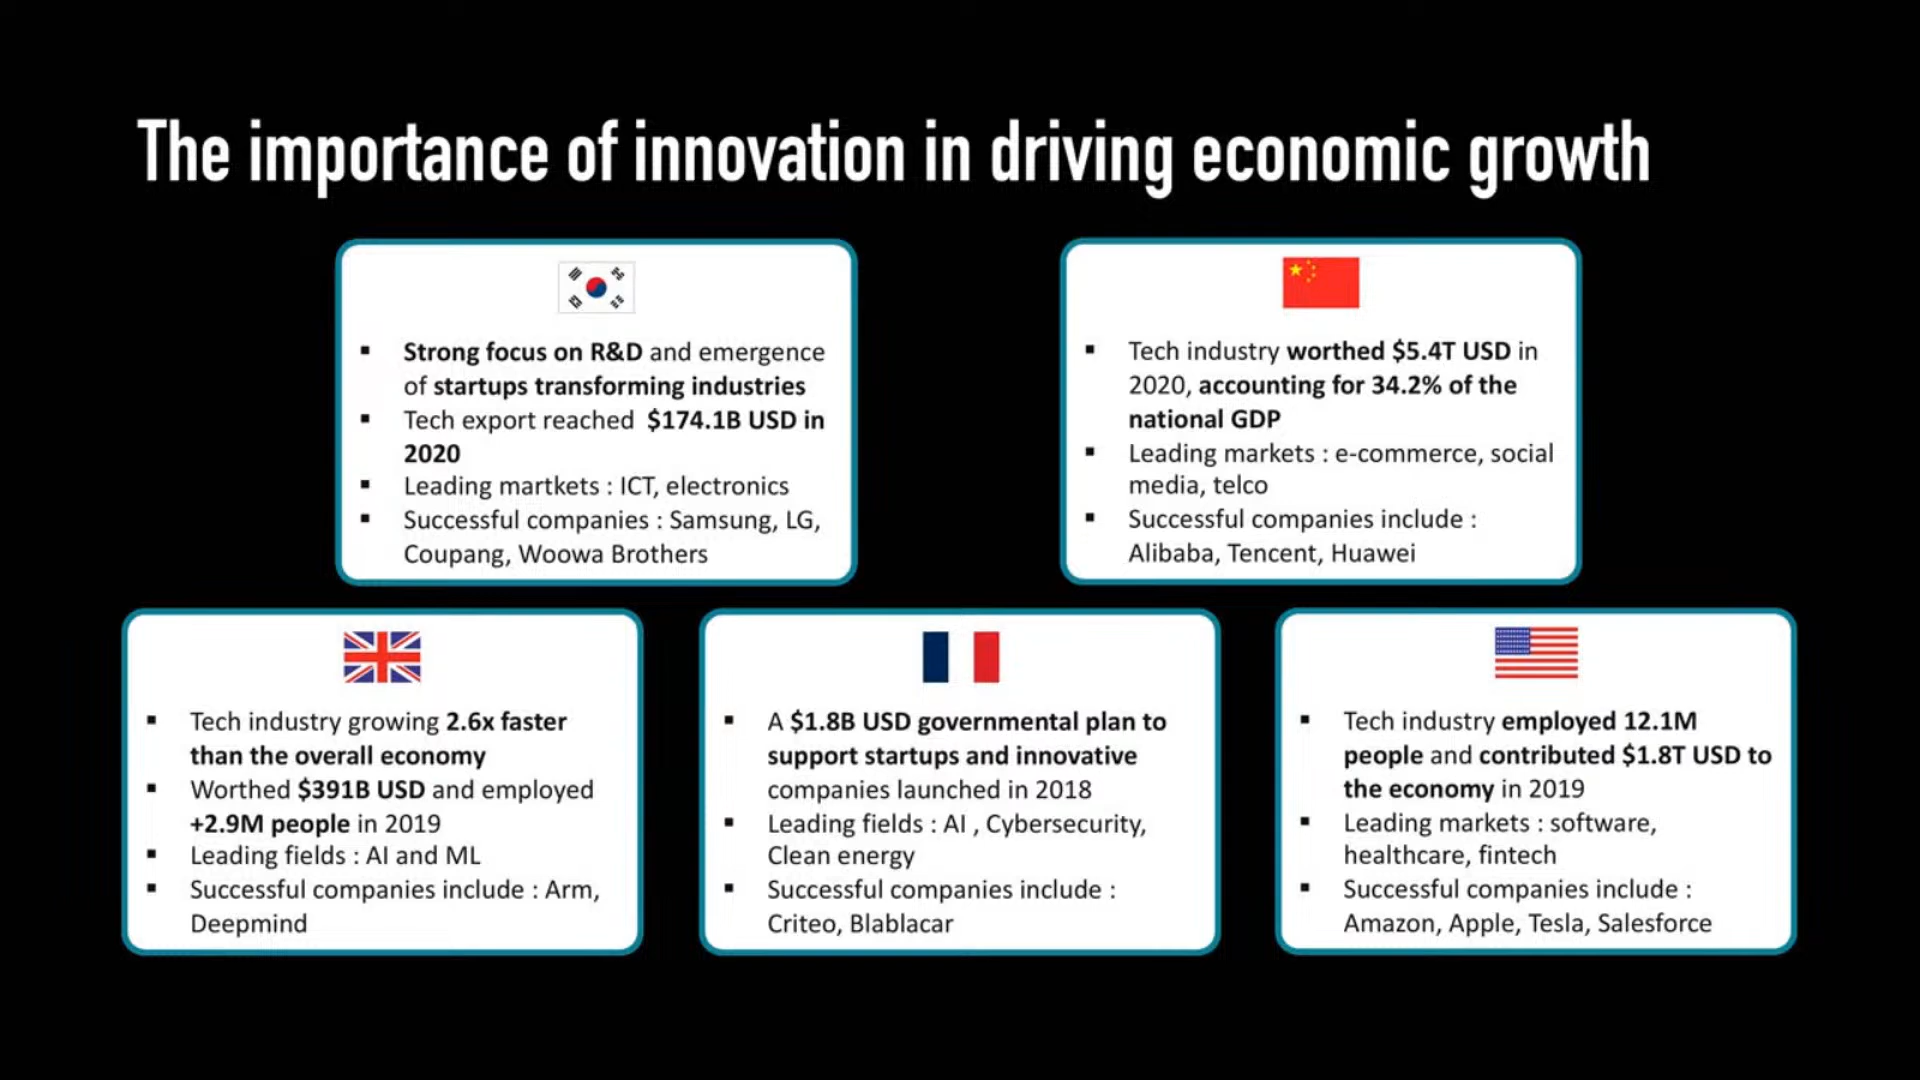 The importance of innovation in driving economic growth
▪ Strong focus on R&D and emergence
of startups transforming industries
▪ Tech export reached $174.1B USD in
2020
▪ Leading martkets : ICT, electronics
▪ Successful companies : Samsung, LG,
Coupang, Woowa Brothers
▪ Tech industry worthed $5.4T USD in
2020, accounting for 34.2% of the
national GDP
▪ Leading markets : e-commerce, social
media, telco
▪ Successful companies include :
Alibaba, Tencent, Huawei
▪ Tech industry growing 2.6x faster
than the overall economy
▪ Worthed $391B USD and employed
+2.9M people in 2019
▪ Leading fields : AI and ML
▪ Successful companies include : Arm,
Deepmind
▪ A $1.8B USD governmental plan to
support startups and innovative
companies launched in 2018
▪ Leading fields : AI , Cybersecurity,
Clean energy
▪ Successful companies include :
Criteo, Blablacar
▪ Tech industry employed 12.1M
people and contributed $1.8T USD to
the economy in 2019
▪ Leading markets : software,
healthcare, fintech
▪ Successful companies include :
Amazon, Apple, Tesla, Salesforce